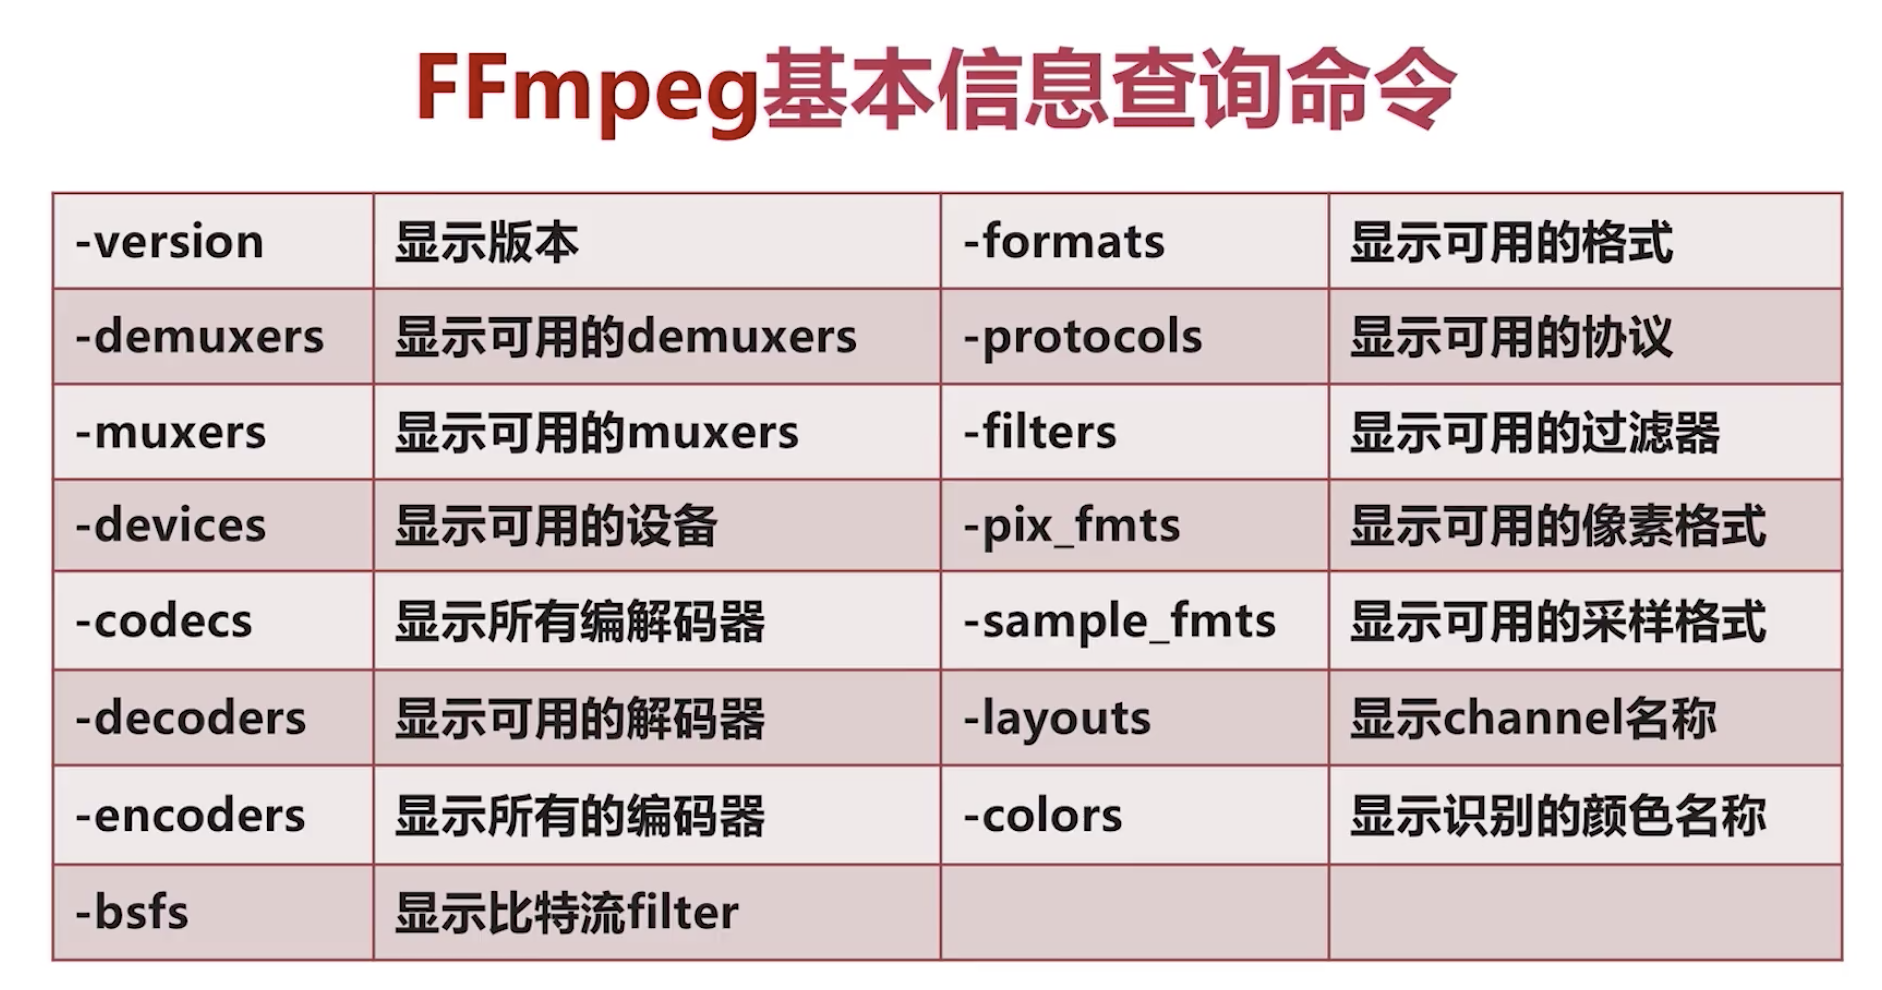 FFmpeg基本信息查询命令
-version 显示版本 -formats 显示可用的格式
-demuxers 显示可用的demuxers -protocols 显示可用的协议
-muxers 显示可用的muxers -filters 显示可用的过滤器
-devices 显示可用的设备 -pix_fmts 显示可用的像素格式
-codecs 显示所有编解码器 -sample_fmts 显示可用的采样格式
-decoders 显示可用的解码器 -layouts 显示channel名称
-encoders 显示所有的编码器 -colors 显示识别的颜色名称
-bsfs 显示比特流filter